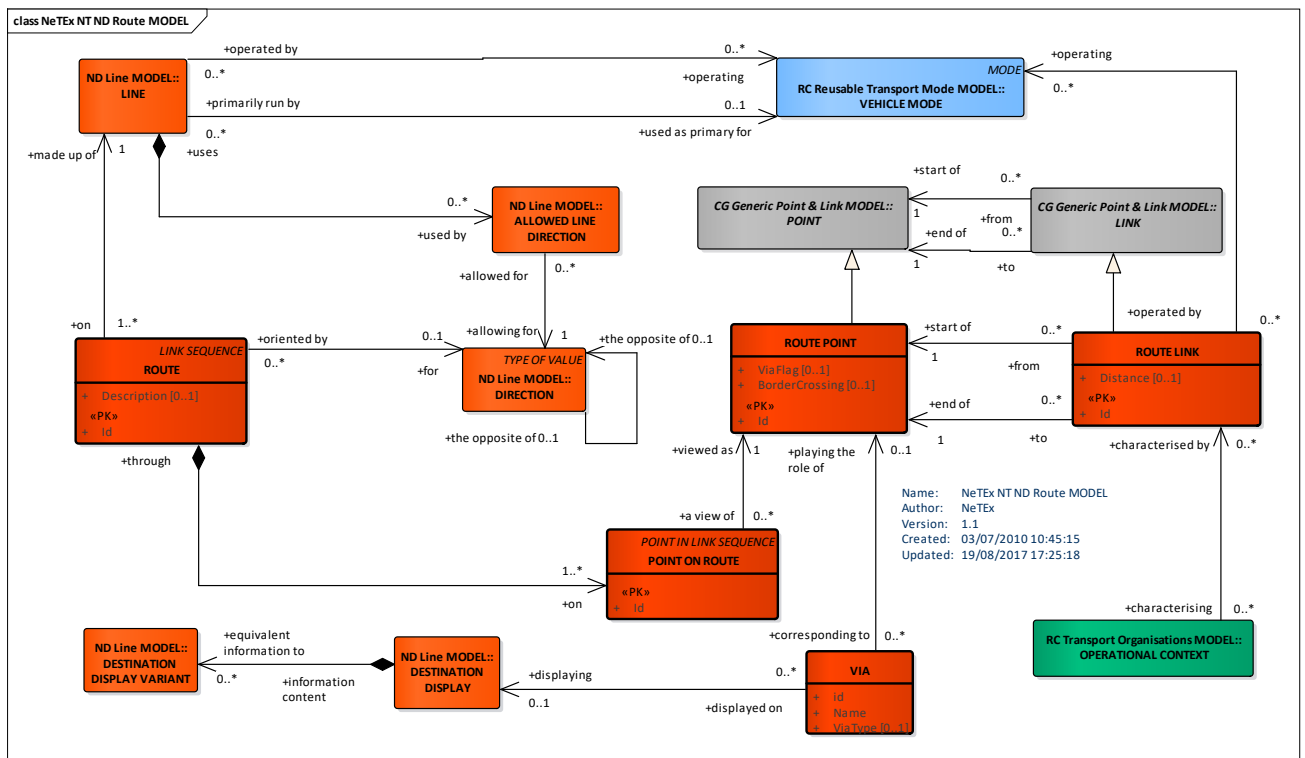 class NeTEx NT ND Route MODEL
+operated by
0..*
0..*
+operating
ND Line MODEL::
LINE
+primarily run by
0..1
0..*
+used as primary for
MODE
RC Reusable Transport Mode MODEL::
VEHICLE MODE
+operating
0..*
+made up of
1
+uses
0..*
+used by
ND Line MODEL::
ALLOWED LINE
DIRECTION
+start of
0..*
1
+from
CG Generic Point & Link MODEL::
POINT
CG Generic Point & Link MODEL::
LINK
+end of
0..*
1
+to
+allowed for
0..*
+allowing for
1
+operated by
0..*
+on
1..*
LINK SEQUENCE
ROUTE
+ Description [0..1]
«PK»
+ Id
+oriented by
0..1
0..*
+for
TYPE OF VALUE
ND Line MODEL::
DIRECTION
+the opposite of 0..1
+the opposite of 0..1
ROUTE POINT
+ ViaFlag [0..1]
+ BorderCrossing [0..1]
«PK»
+ Id
+start of
0..*
1
+from
+end of
0..*
1
+to
ROUTE LINK
+ Distance [0..1]
«PK»
+ Id
+through
+viewed as
1
+playing the
role of
0..1
+characterised by
0..*
Name: NeTEx NT ND Route MODEL
Author: NeTEx
Version: 1.1
Created: 03/07/2010 10:45:15
Updated: 19/08/2017 17:25:18
+a view of
0..*
1..*
+on
POINT IN LINK SEQUENCE
POINT ON ROUTE
«PK»
+ Id
+characterising
0..*
RC Transport Organisations MODEL::
OPERATIONAL CONTEXT
+corresponding to
0..*
ND Line MODEL::
DESTINATION
DISPLAY VARIANT
+equivalent
information to
0..*
+information
content
ND Line MODEL::
DESTINATION
DISPLAY
+displaying
0..*
0..1
+displayed on
VIA
+ id
+ Name
+ ViaType [0..1]